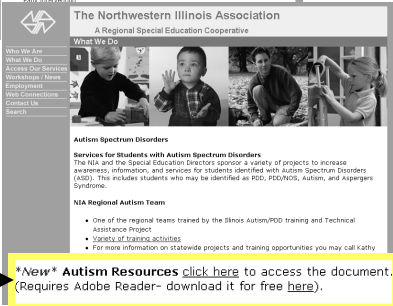 The Northwestern Illinois Association
A Regional Special Education Cooperative
What We Do
Who We Are
What We Do
Access Our Services
Workshops / News
Employment
Web Connections
Contact Us
Search
Autism Spectrum Disorders
Services for Students with Autism Spectrum Disorders
The NIA and the Special Education Directors sponsor a variety of projects to increase
awareness, information, and services for students identified with Autism Spectrum Disorders
(ASD). This includes students who may be identified as PDD, PDD/NOS, Autism, and Aspergers
Syndrome.
NIA Regional Autism Team
• One of the regional teams trained by the Illinois Autism/PDD training and Technical
Assistance Project
• Variety of training activities
• For more information on statewide projects and training opportunities you may call Kathy
*New* Autism Resources click here to access the document.
(Requires Adobe Reader- download it for free here).